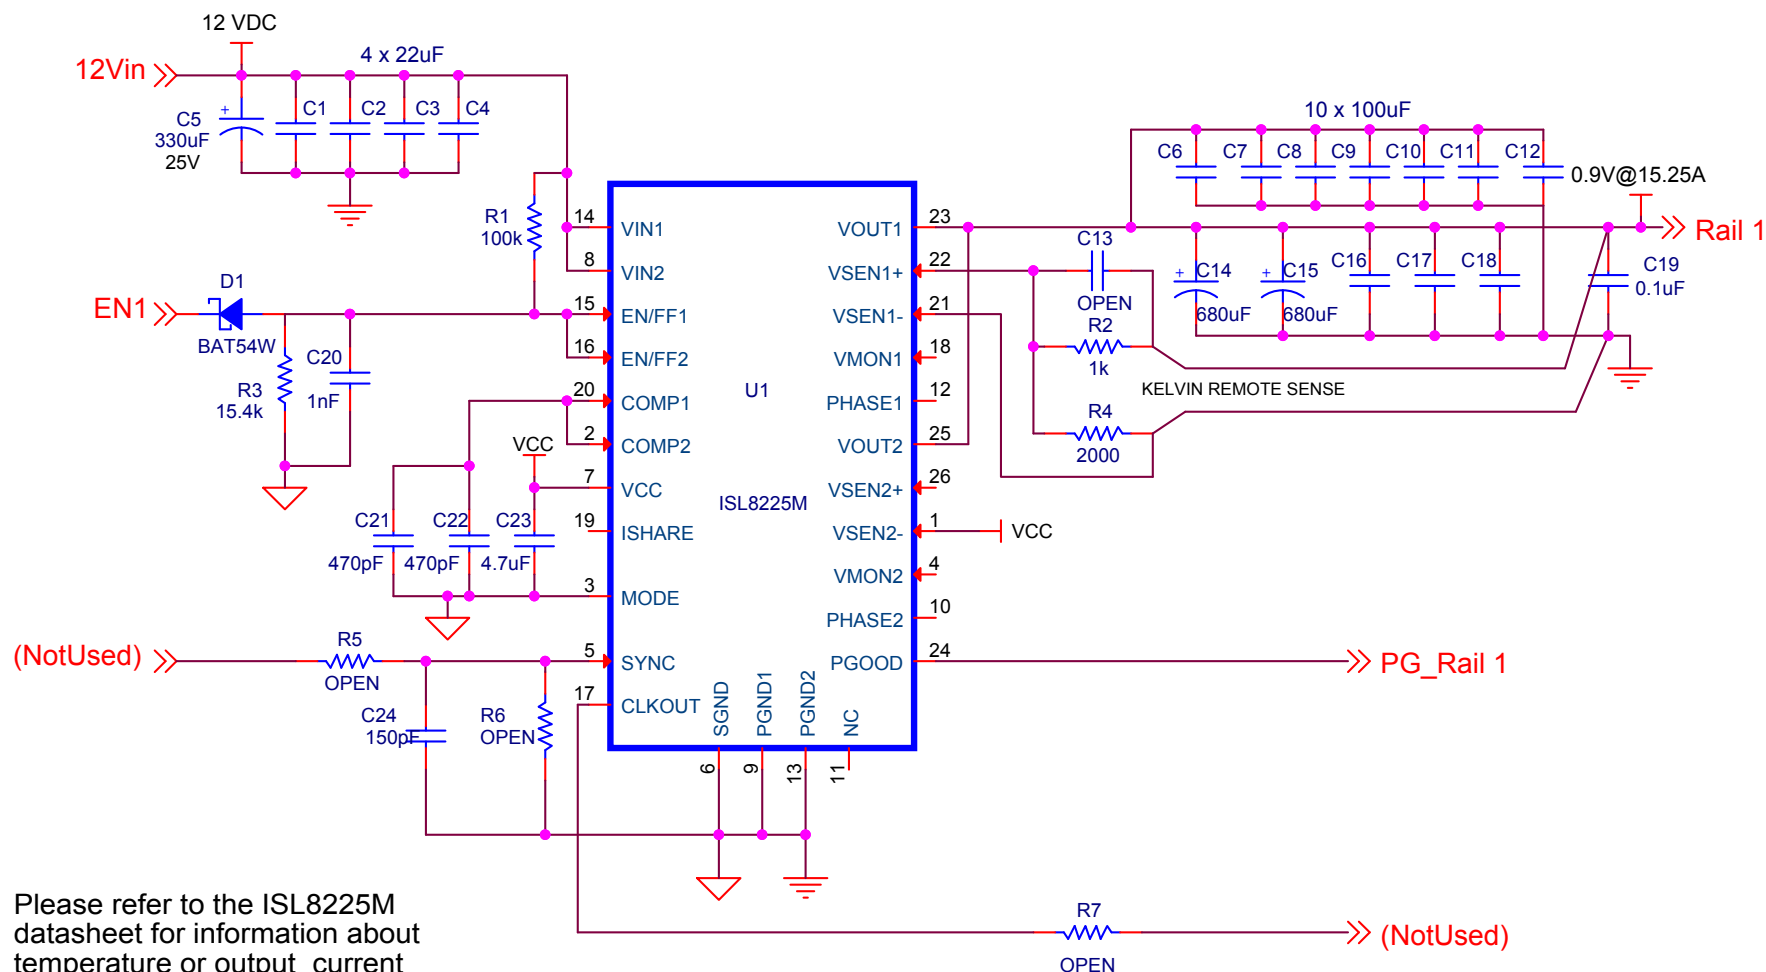 12 VDC
12Vin
4 x 22uF
C5
330uF
25V
C1
C2
C3
C4
10 x 100uF
C6
C7
C8
C9
C10
C11
C12
0.9V@15.25A
R1
100k
14
VIN1
VOUT1
23
Rail 1
8
VIN2
VSEN1+
22
C13
OPEN
C14
680uF
C15
680uF
C16
C17
C18
C19
0.1uF
EN1
D1
BAT54W
15
EN/FF1
VSEN1-
21
R2
1k
R3
15.4k
C20
1nF
16
EN/FF2
VMON1
18
KELVIN REMOTE SENSE
20
COMP1
U1
PHASE1
12
R4
2000
2
COMP2
VOUT2
25
VCC
7
VCC
ISL8225M
VSEN2+
26
C21
470pF
C22
470pF
C23
4.7uF
19
ISHARE
VSEN2-
1
VCC
VMON2
4
3
MODE
PHASE2
10
(NotUsed)
R5
OPEN
5
SYNC
PGOOD
24
PG_Rail 1
17
CLKOUT
C24
150pF
R6
OPEN
SGND
PGND1
PGND2
NC
6
9
13
11
Please refer to the ISL8225M
datasheet for information about
temperature or output current
R7
OPEN
(NotUsed)